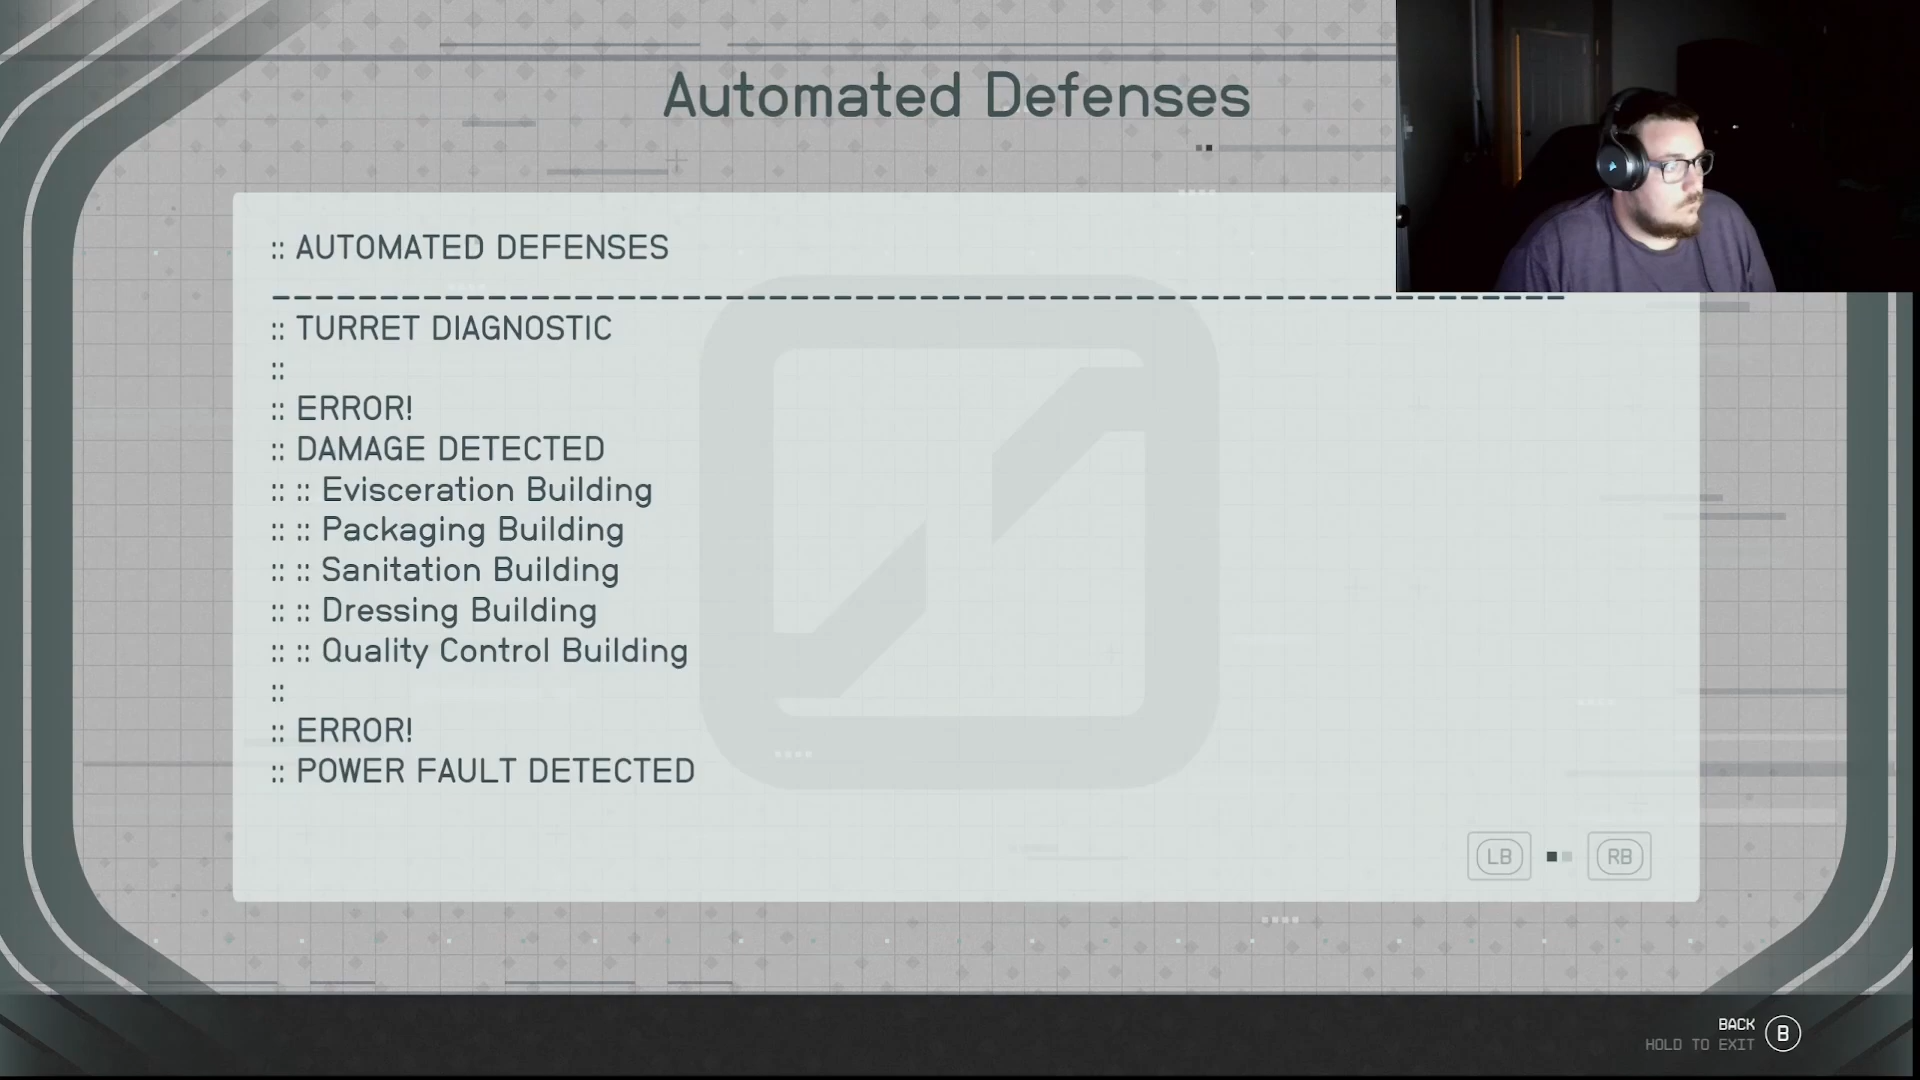 Automated Defenses
:: AUTOMATED DEFENSES
------------------------------------------------------------
:: TURRET DIAGNOSTIC
::
:: ERROR!
:: DAMAGE DETECTED
:: :: Evisceration Building
:: :: Packaging Building
:: :: Sanitation Building
:: :: Dressing Building
:: :: Quality Control Building
::
:: ERROR!
:: POWER FAULT DETECTED
LB RB
BACK
HOLD TO EXIT
B